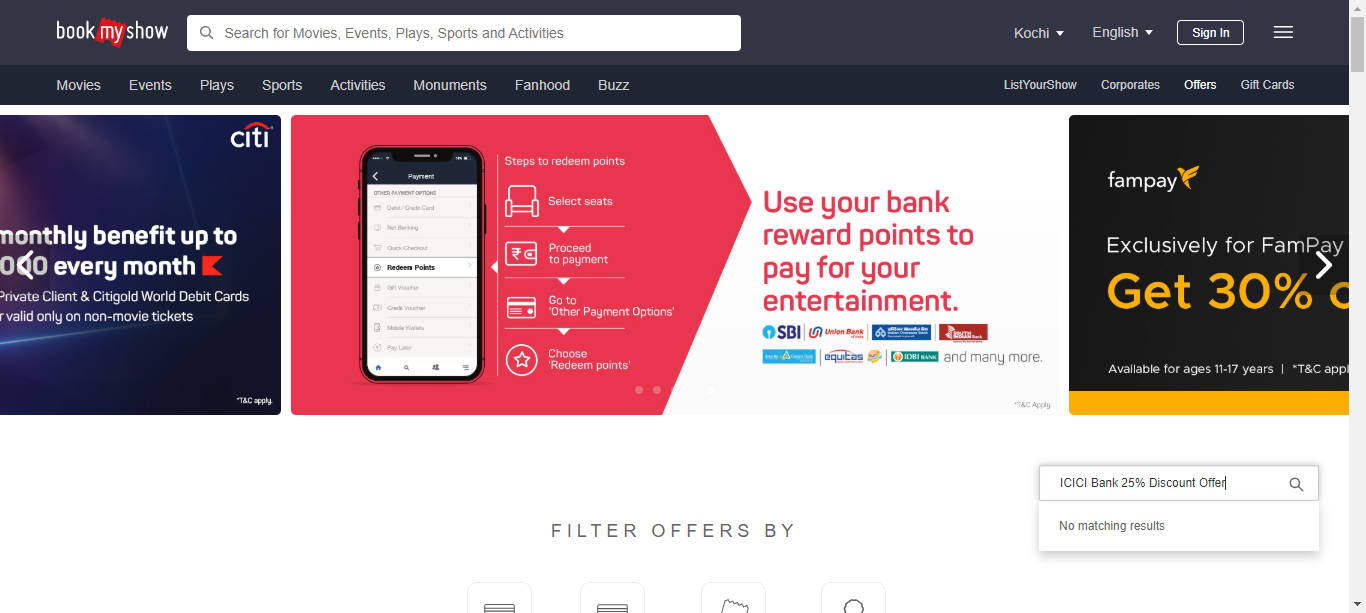 book my show
Search for Movies, Events, Plays, Sports and Activities
Kochi
English
Sign In
Movies
Events
Plays
Sports
Activities
Monuments
Fanhood
Buzz
ListYourShow
Corporates
Offers
Gift Cards
citi
monthly benefit up to
000 every month
Private Client & Citigold World Debit Cards
r valid only on non-movie tickets
*T&C apply.
Payment
OTHER PAYMENT OPTIONS
Debit / Credit Card
Net Banking
Quick Checkout
Redeem Points
Gift Voucher
Credit Voucher
Mobile Wallets
Pay Later
Steps to redeem points
Select seats
Proceed
to payment
Go to
'Other Payment Options'
Choose
'Redeem points'
Use your bank
reward points to
pay for your
entertainment.
SBI
Union Bank
of India
Indian Overseas Bank
SOUTH
INDIAN Bank
equitas
IDBI BANK
and many more.
*T&C Apply.
fampay
Exclusively for FamPay
Get 30% o
Available for ages 11-17 years | *T&C appl
ICICI Bank 25% Discount Offer
No matching results
FILTER OFFERS BY